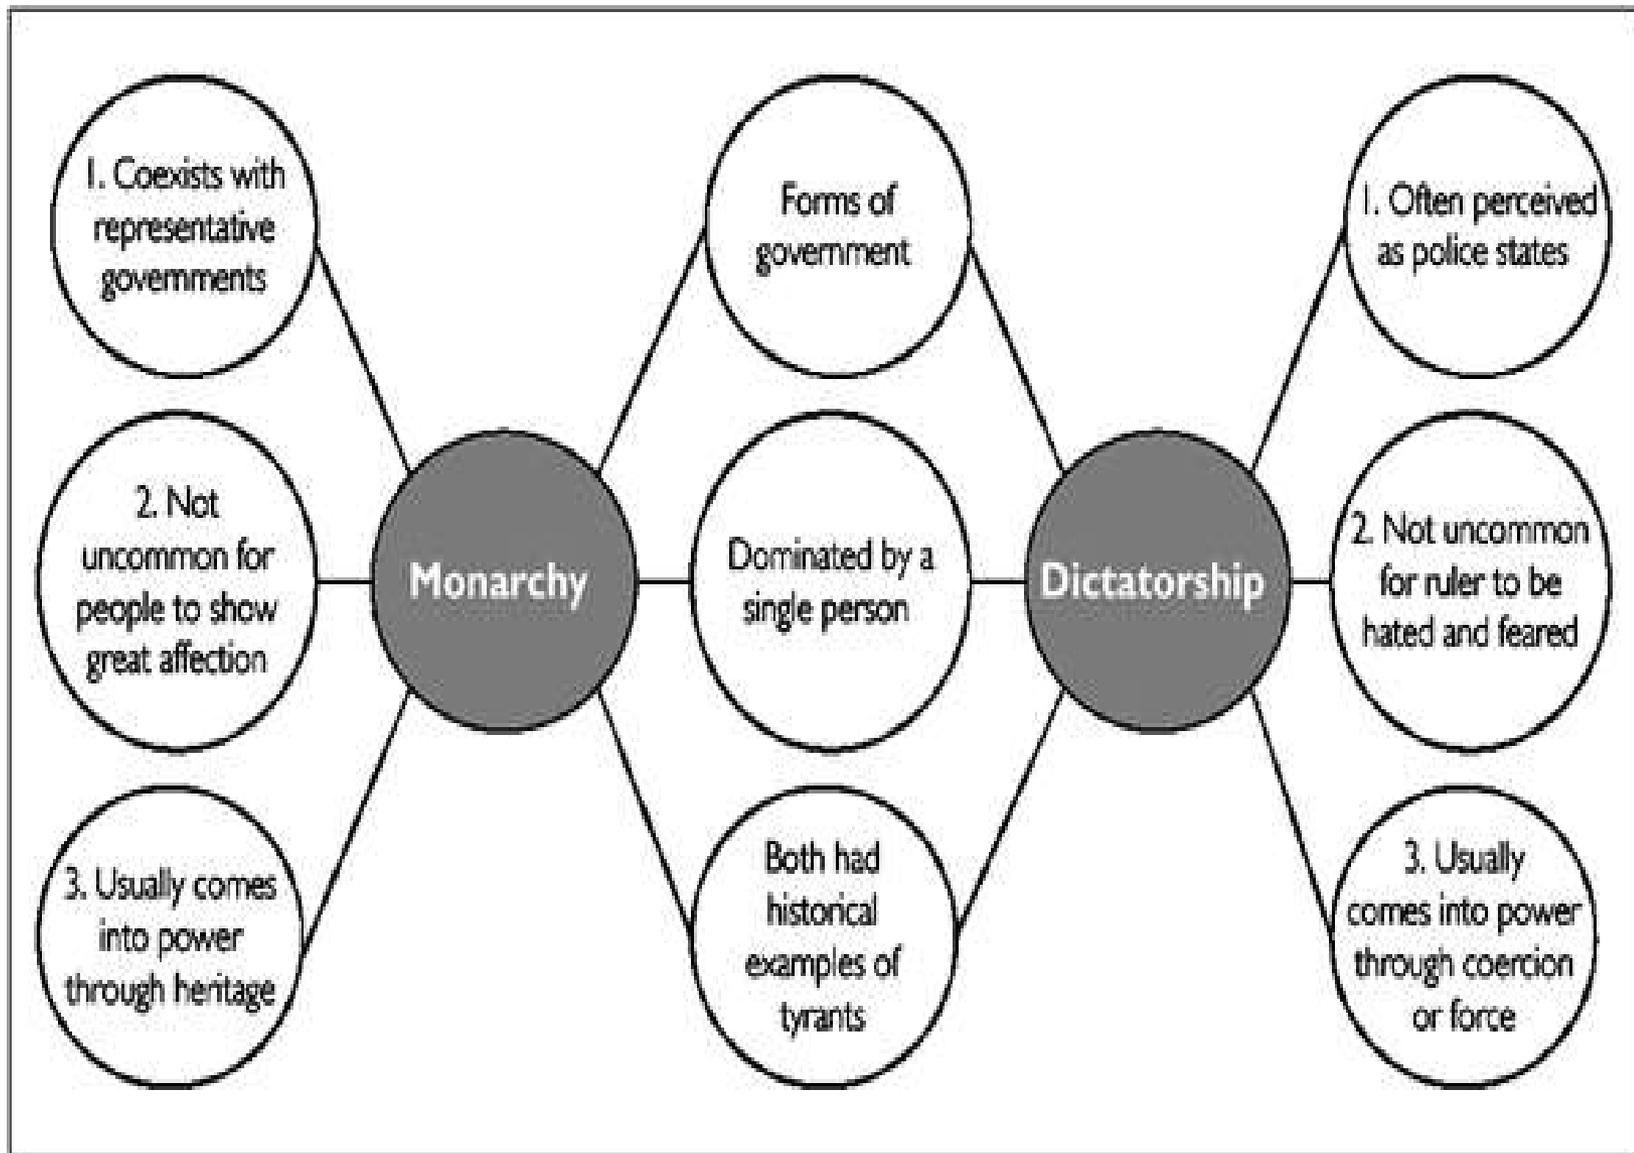 1. Coexists with
representative
governments
2. Not
uncommon for
people to show
great affection
3. Usually comes
into power
through heritage
Monarchy
Forms of
government
Dominated by a
single person
Both had
historical
examples of
tyrants
Dictatorship
1. Often perceived
as police states
2. Not uncommon
for ruler to be
hated and feared
3. Usually
comes into power
through coercion
or force